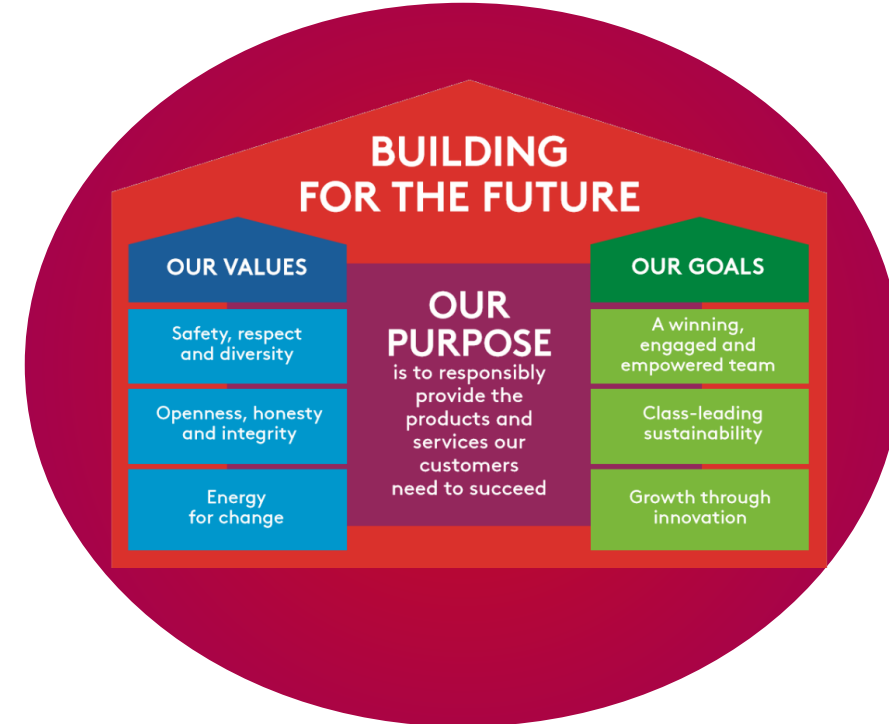 BUILDING
FOR THE FUTURE
OUR VALUES
Safety, respect
and diversity
Openness, honesty
and integrity
Energy
for change
OUR
PURPOSE
is to responsibly
provide the
products and
services our
customers
need to succeed
OUR GOALS
A winning,
engaged and
empowered team
Class-leading
sustainability
Growth through
innovation